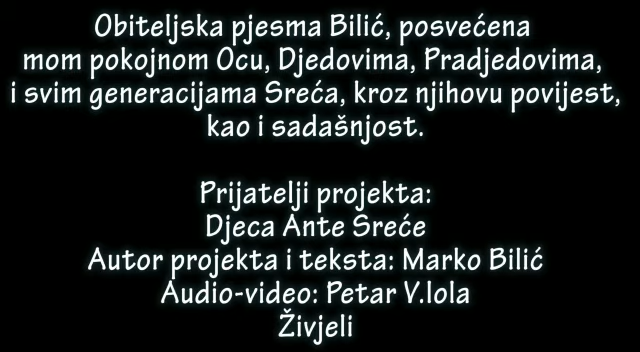 Obiteljska pjesma Bilić, posvećena
mom pokojnom Ocu, Djedovima, Pradjedovima,
i svim generacijama Sreća, kroz njihovu povijest,
kao i sadašnjost.
Prijatelji projekta:
Djeca Ante Sreće
Autor projekta i teksta: Marko Bilić
Audio-video: Petar V.lola
Živjeli